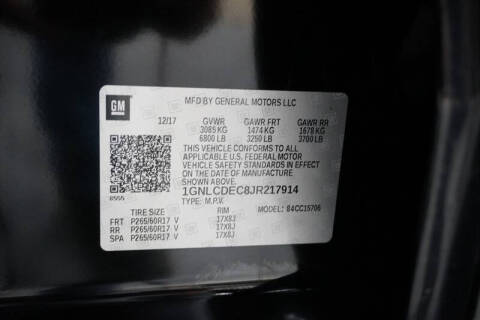 GM
MFD BY GENERAL MOTORS LLC
12/17 GVWR GAWR FRT GAWR RR
3085 KG 1474 KG 1678 KG
6800 LB 3250 LB 3700 LB
THIS VEHICLE CONFORMS TO ALL
APPLICABLE U.S. FEDERAL MOTOR
VEHICLE SAFETY STANDARDS IN EFFECT
ON THE DATE OF MANUFACTURE
SHOWN ABOVE.
8555
1GNLCDEC8JR217914
TYPE: M.P.V. MODEL: 84CC15706
TIRE SIZE RIM
FRT P265/60R17 V 17X8J
RR P265/60R17 V 17X8J
SPA P265/60R17 V 17X8J